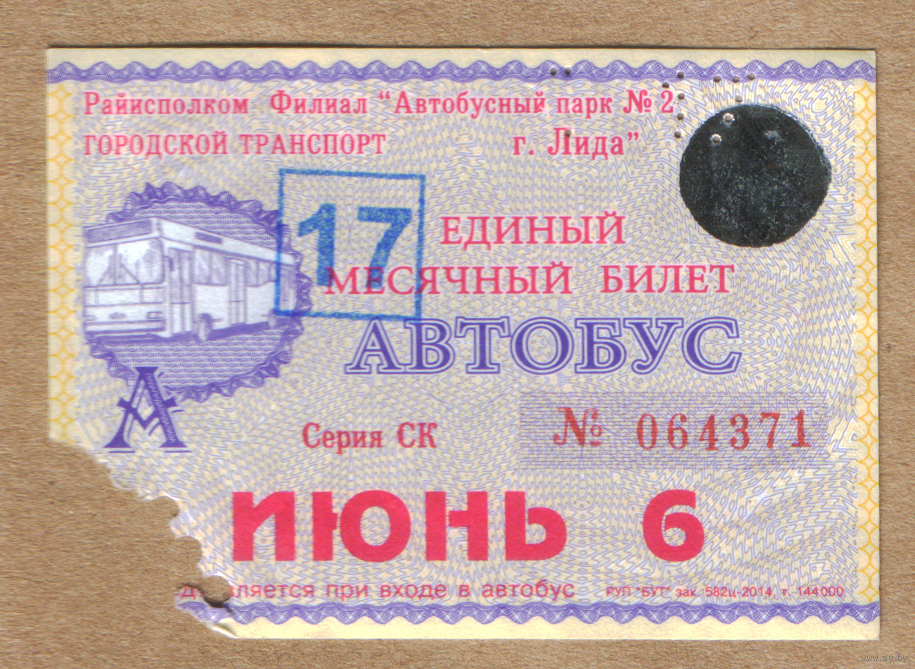 Райисполком Филиал "Автобусный парк № 2
ГОРОДСКОЙ ТРАНСПОРТ г. Лида"
17
ЕДИНЫЙ
МЕСЯЧНЫЙ БИЛЕТ
АВТОБУС
А
Серия СК № 064371
ИЮНЬ 6
вляется при входе в автобус РУП "БУТ" зак. 582ц-2014, т. 144000